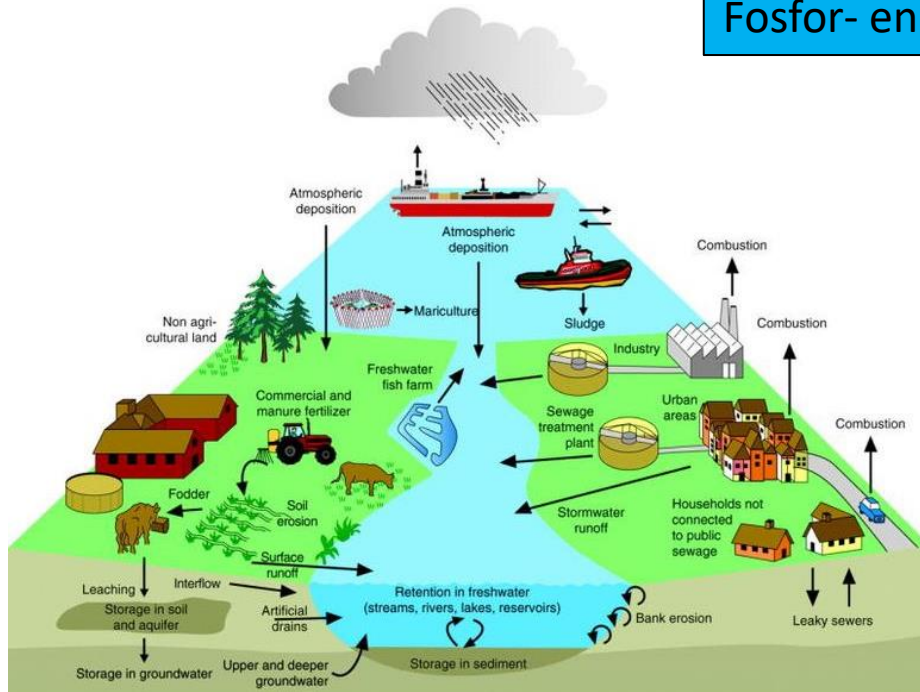 Fosfor- en
Atmospheric
deposition
Atmospheric
deposition
Combustion
Mariculture
Sludge
Non agri-
cultural land
Industry
Combustion
Freshwater
fish farm
Commercial and
manure fertilizer
Urban
areas
Sewage
treatment
plant
Combustion
Fodder
Soil
erosion
Stormwater
runoff
Households not
connected
to public
sewage
Surface
runoff
Leaching
Interflow
Retention in freshwater
(streams, rivers, lakes, reservoirs)
Storage in soil
and aquifer
Artificial
drains
Bank erosion
Leaky sewers
Storage in groundwater
Upper and deeper
groundwater
Storage in sediment